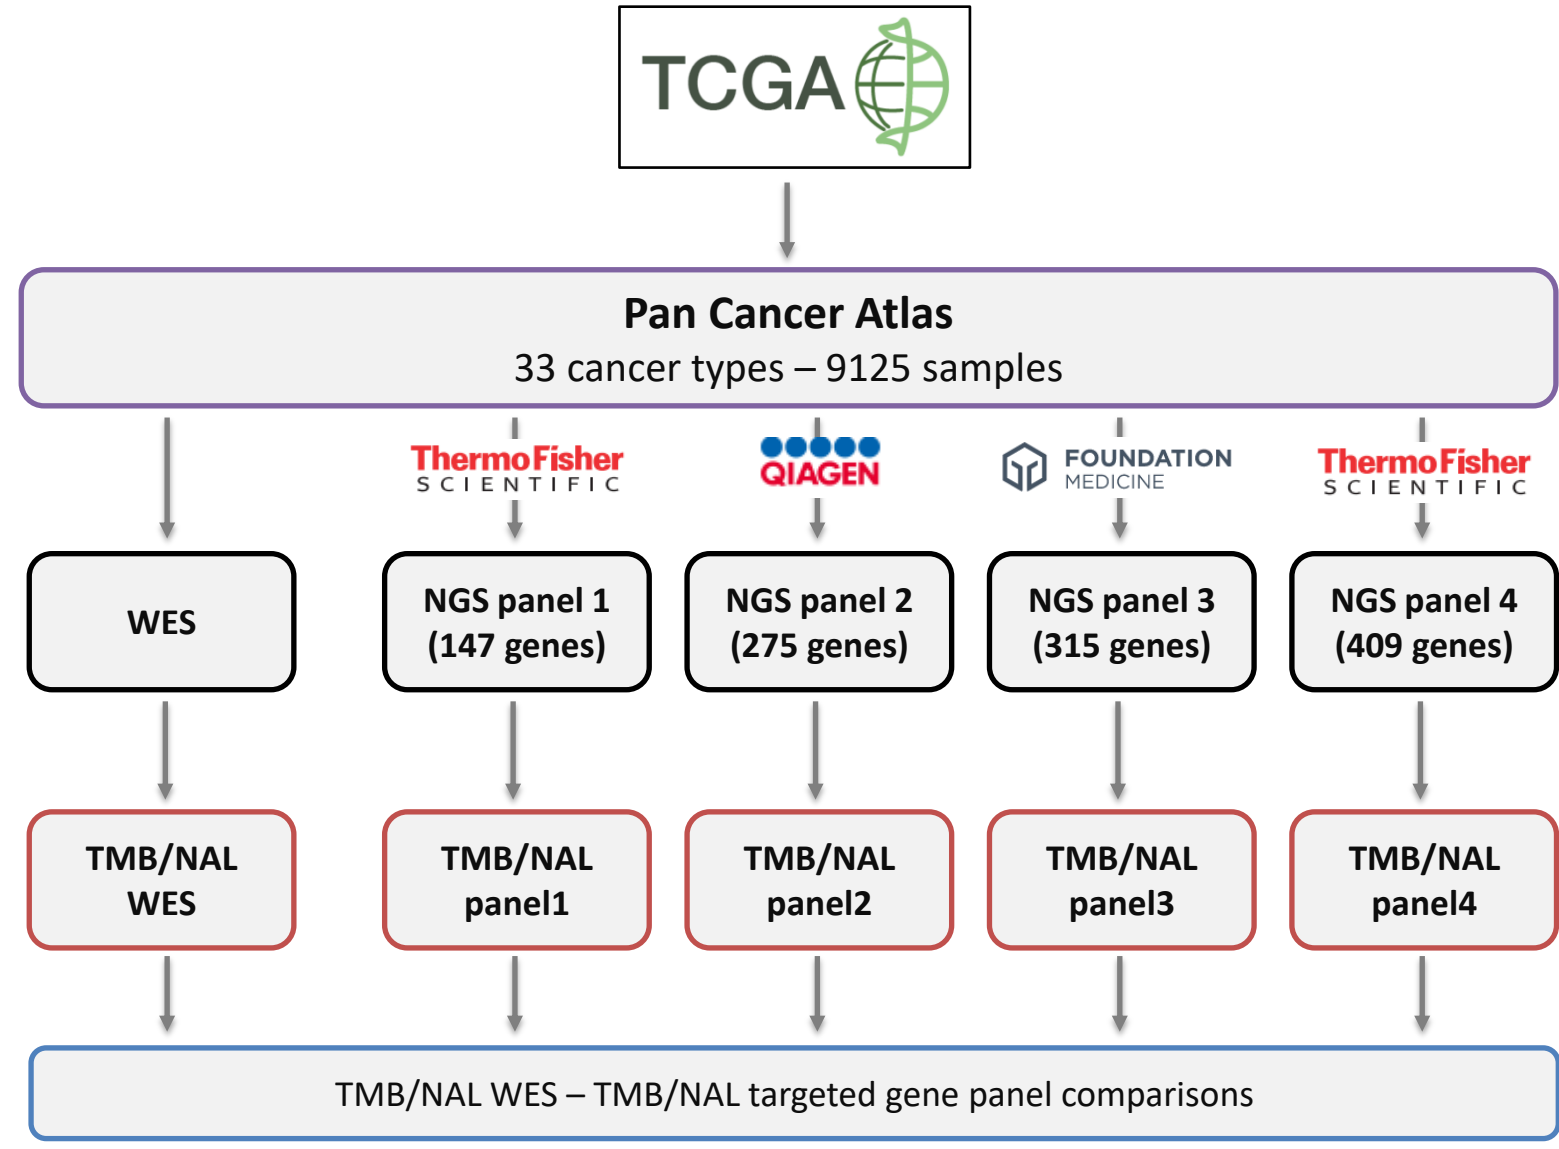 TCGA
Pan Cancer Atlas
33 cancer types – 9125 samples
ThermoFisher
SCIENTIFIC
QIAGEN
FOUNDATION
MEDICINE
ThermoFisher
SCIENTIFIC
WES
NGS panel 1
(147 genes)
NGS panel 2
(275 genes)
NGS panel 3
(315 genes)
NGS panel 4
(409 genes)
TMB/NAL
WES
TMB/NAL
panel1
TMB/NAL
panel2
TMB/NAL
panel3
TMB/NAL
panel4
TMB/NAL WES – TMB/NAL targeted gene panel comparisons